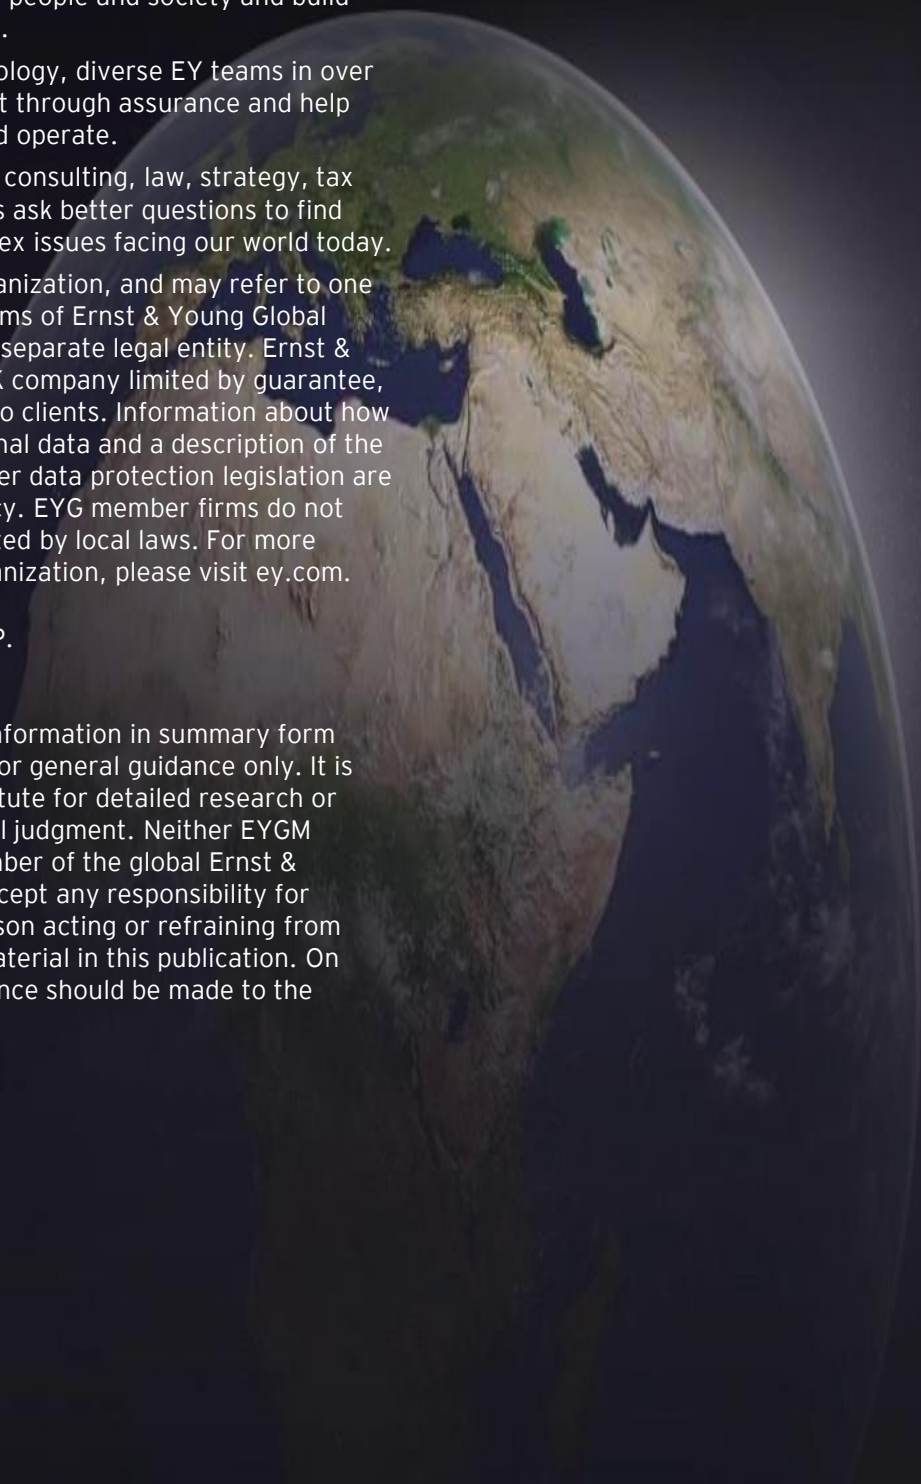 people and society and build
.
ology, diverse EY teams in over
t through assurance and help
d operate.
consulting, law, strategy, tax
s ask better questions to find
ex issues facing our world today.
anization, and may refer to one
ms of Ernst & Young Global
separate legal entity. Ernst &
K company limited by guarantee,
o clients. Information about how
nal data and a description of the
er data protection legislation are
cy. EYG member firms do not
ted by local laws. For more
anization, please visit ey.com.
P.
nformation in summary form
or general guidance only. It is
tute for detailed research or
l judgment. Neither EYGM
ber of the global Ernst &
cept any responsibility for
son acting or refraining from
aterial in this publication. On
nce should be made to the